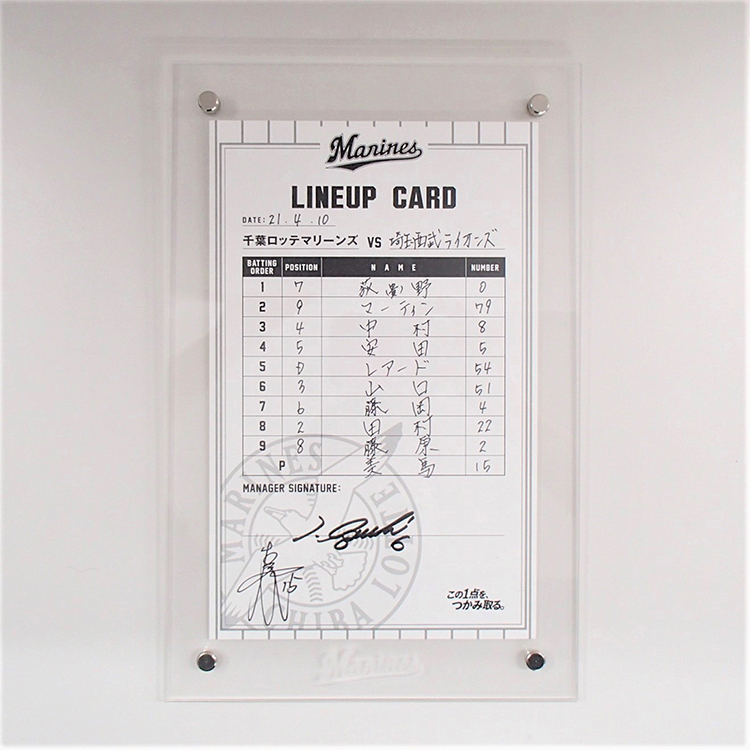 Marines
LINEUP CARD
DATE: 21.4.10
千葉ロッテマリーンズ VS 埼玉西武ライオンズ
BATTING ORDER POSITION NAME NUMBER
1 7 荻(貴)野 0
2 9 マーティン 79
3 4 中村 8
4 5 安田 5
5 D レアード 54
6 3 山口 51
7 6 藤岡 4
8 2 田村 22
9 8 藤原 2
P 美馬 15
MANAGER SIGNATURE:
MARINES
CHIBA LOTTE
15
この1点を、
つかみ取る。
Marines